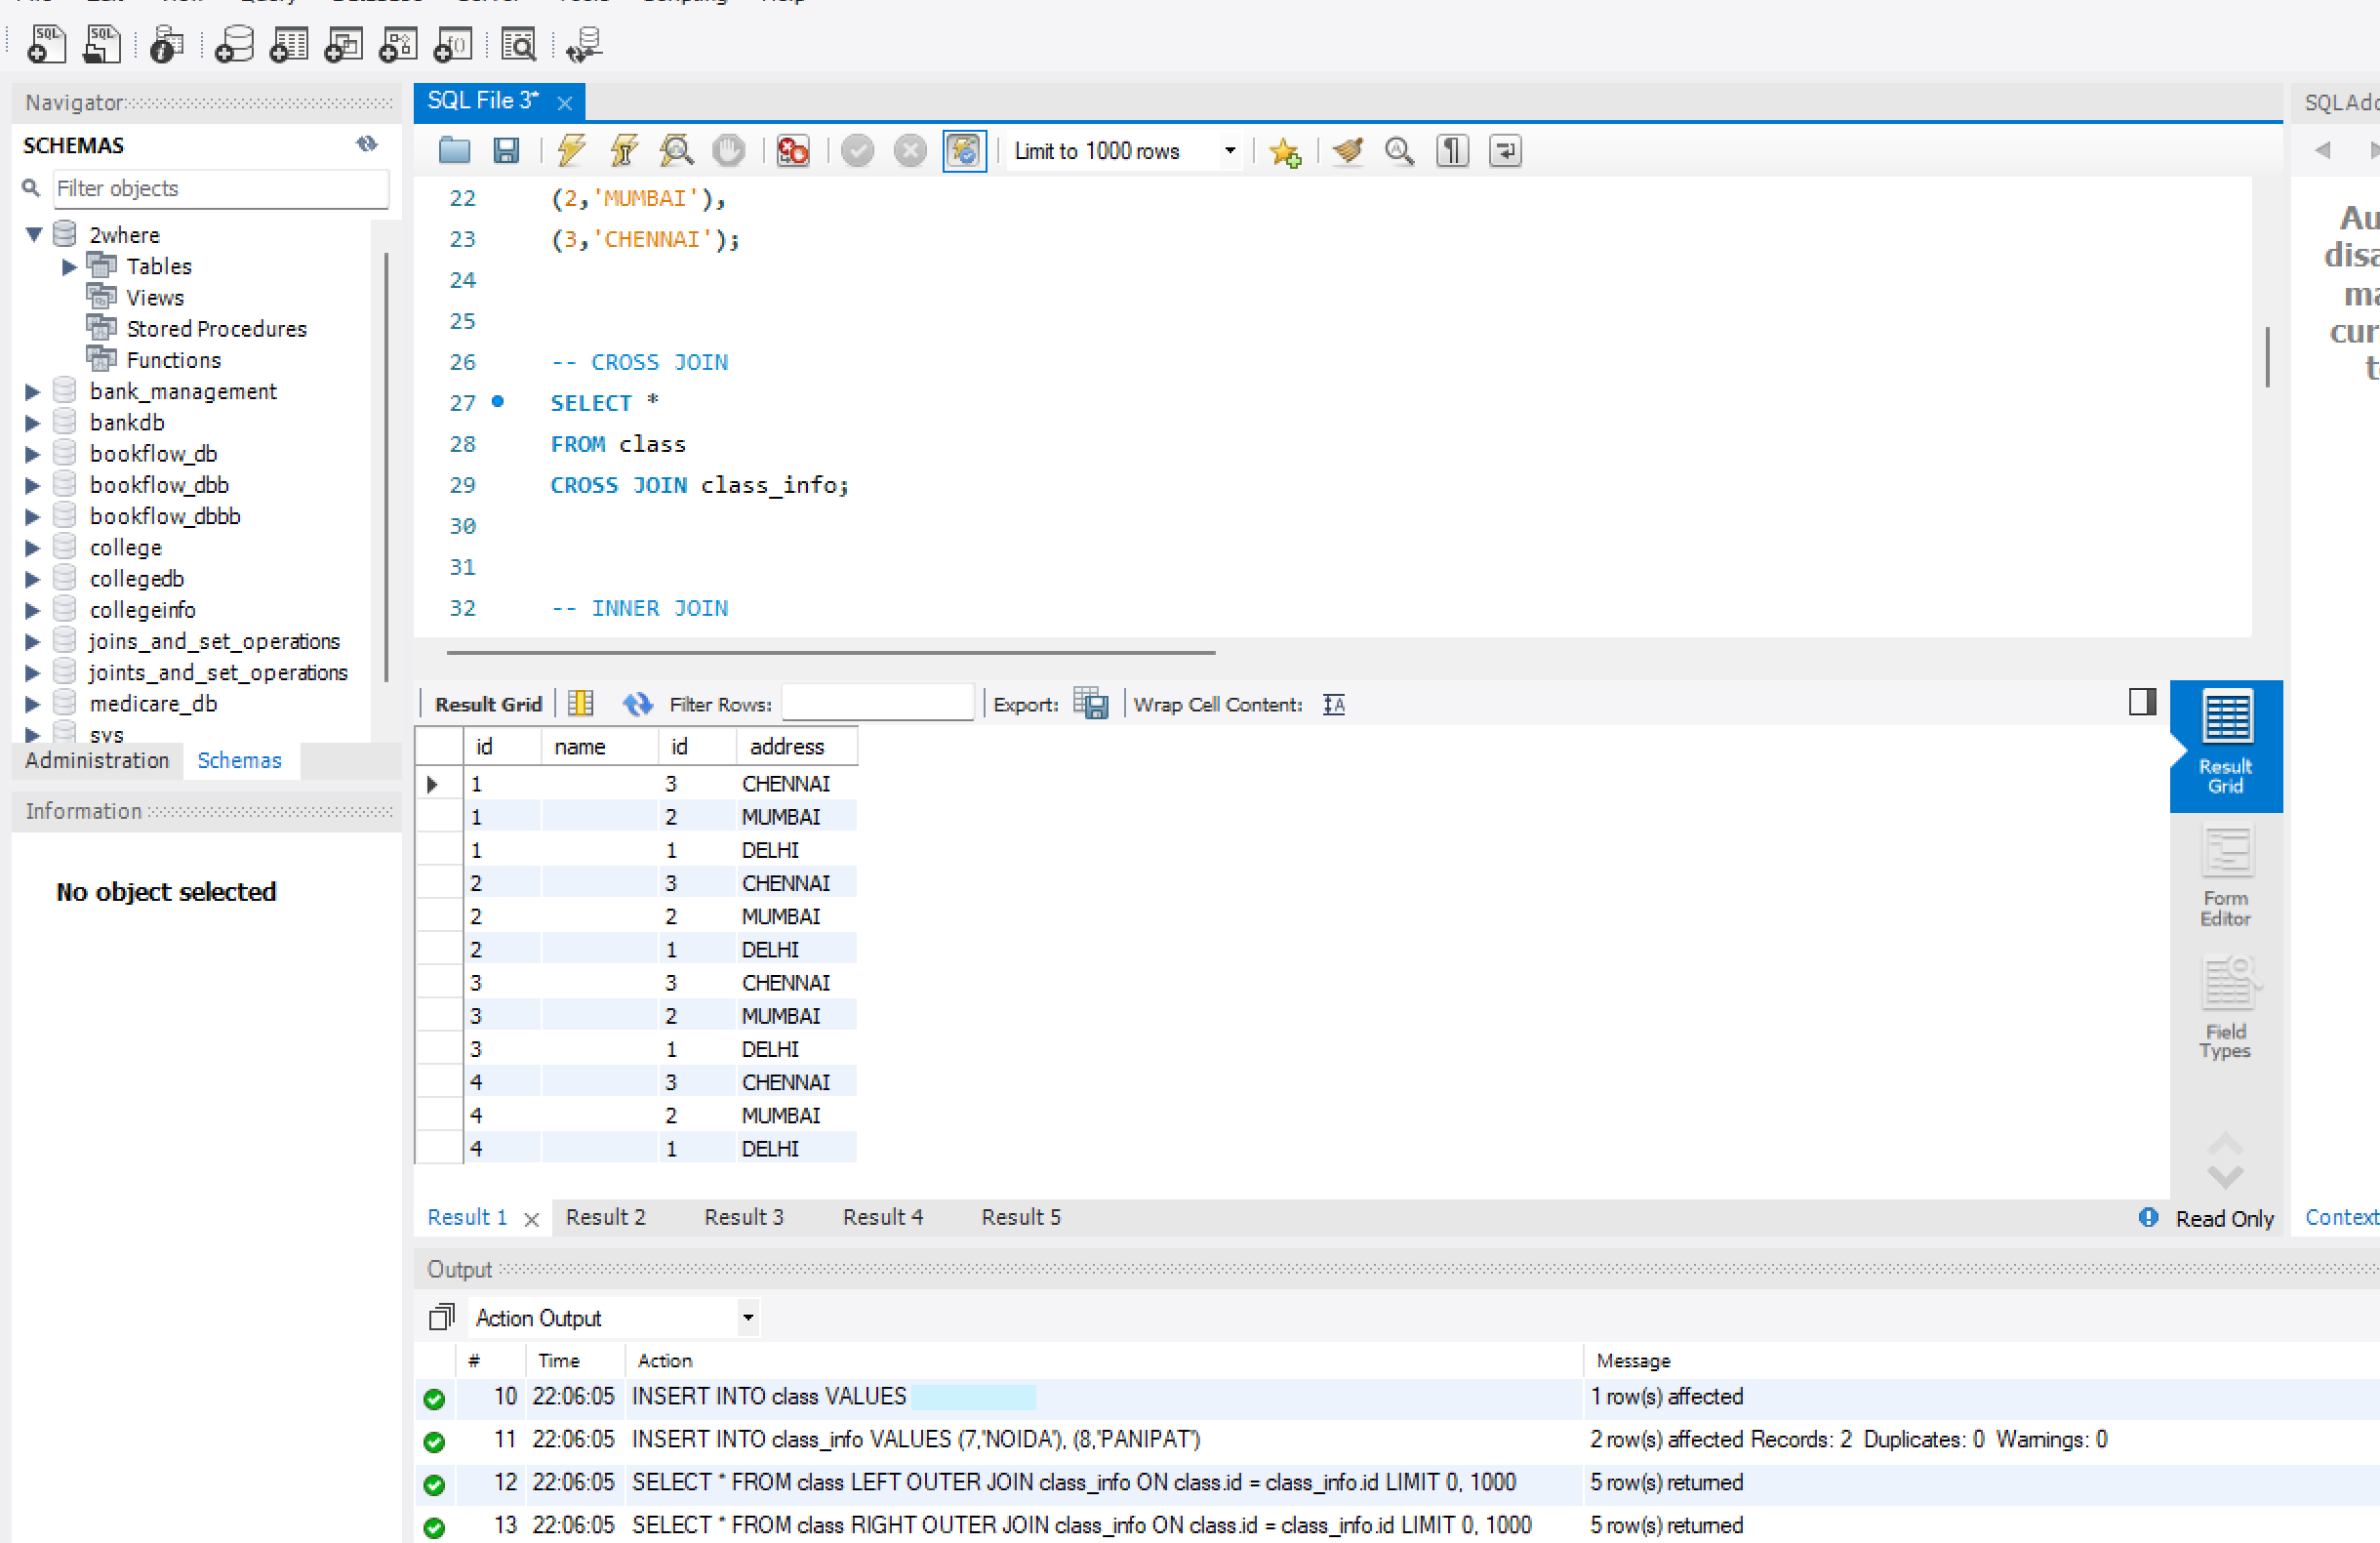 Navigator
SCHEMAS
Filter objects
2where
Tables
Views
Stored Procedures
Functions
bank_management
bankdb
bookflow_db
bookflow_dbb
bookflow_dbbb
college
collegedb
collegeinfo
joins_and_set_operations
joints_and_set_operations
medicare_db
sys
Administration Schemas
Information
No object selected
SQL File 3*
Limit to 1000 rows
22 (2,'MUMBAI'),
23 (3,'CHENNAI');
24
25
26 -- CROSS JOIN
27 SELECT *
28 FROM class
29 CROSS JOIN class_info;
30
31
32 -- INNER JOIN
Result Grid Filter Rows: Export: Wrap Cell Content:
id name id address
1 3 CHENNAI
1 2 MUMBAI
1 1 DELHI
2 3 CHENNAI
2 2 MUMBAI
2 1 DELHI
3 3 CHENNAI
3 2 MUMBAI
3 1 DELHI
4 3 CHENNAI
4 2 MUMBAI
4 1 DELHI
Result
Grid
Form
Editor
Field
Types
Result 1 Result 2 Result 3 Result 4 Result 5 Read Only
Output
Action Output
# Time Action Message
10 22:06:05 INSERT INTO class VALUES 1 row(s) affected
11 22:06:05 INSERT INTO class_info VALUES (7,'NOIDA'), (8,'PANIPAT') 2 row(s) affected Records: 2 Duplicates: 0 Warnings: 0
12 22:06:05 SELECT * FROM class LEFT OUTER JOIN class_info ON class.id = class_info.id LIMIT 0, 1000 5 row(s) returned
13 22:06:05 SELECT * FROM class RIGHT OUTER JOIN class_info ON class.id = class_info.id LIMIT 0, 1000 5 row(s) returned
Context